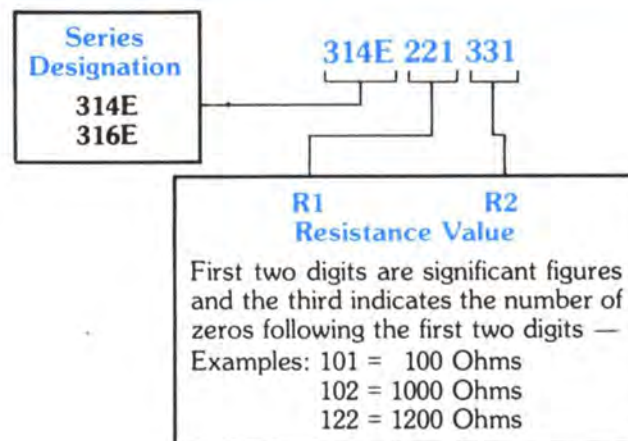 Series
Designation
314E
316E
314E 221 331
R1 R2
Resistance Value
First two digits are significant figures
and the third indicates the number of
zeros following the first two digits —
Examples: 101 = 100 Ohms
102 = 1000 Ohms
122 = 1200 Ohms